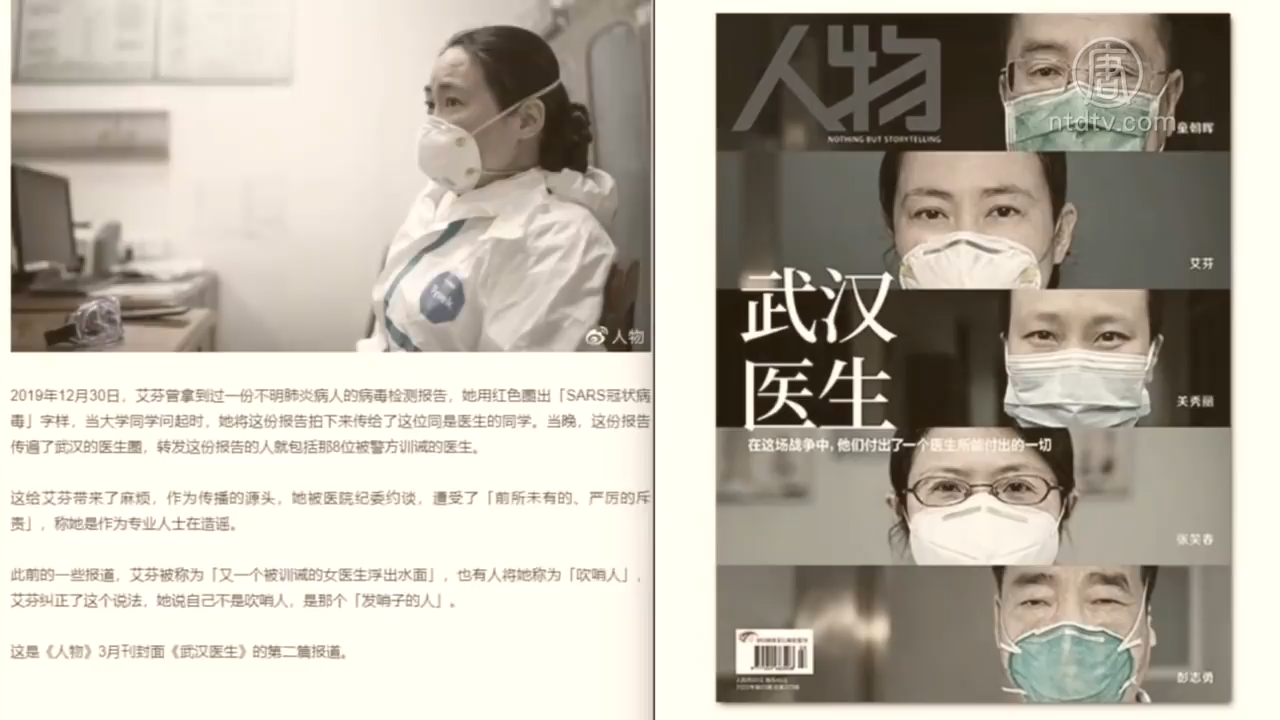 人物
2019年12月30日，艾芬曾拿到过一份不明肺炎病人的病毒检测报告，她用红色圈出「SARS冠状病
毒」字样，当大学同学问起时，她将这份报告拍下来传给了这位同是医生的同学。当晚，这份报告
传遍了武汉的医生圈，转发这份报告的人就包括那8位被警方训诫的医生。
这给艾芬带来了麻烦，作为传播的源头，她被医院纪委约谈，遭受了「前所未有的、严厉的斥
责」，称她是作为专业人士在造谣。
此前的一些报道，艾芬被称为「又一个被训诫的女医生浮出水面」，也有人将她称为「吹哨人」，
艾芬纠正了这个说法，她说自己不是吹哨人，是那个「发哨子的人」。
这是《人物》3月刊封面《武汉医生》的第二篇报道。
人物
NOTHING BUT STORYTELLING
唐
ntdtv.com
童朝晖
艾芬
武汉
医生
关秀丽
在这场战争中，他们付出了一个医生所能付出的一切
张笑春
彭志勇